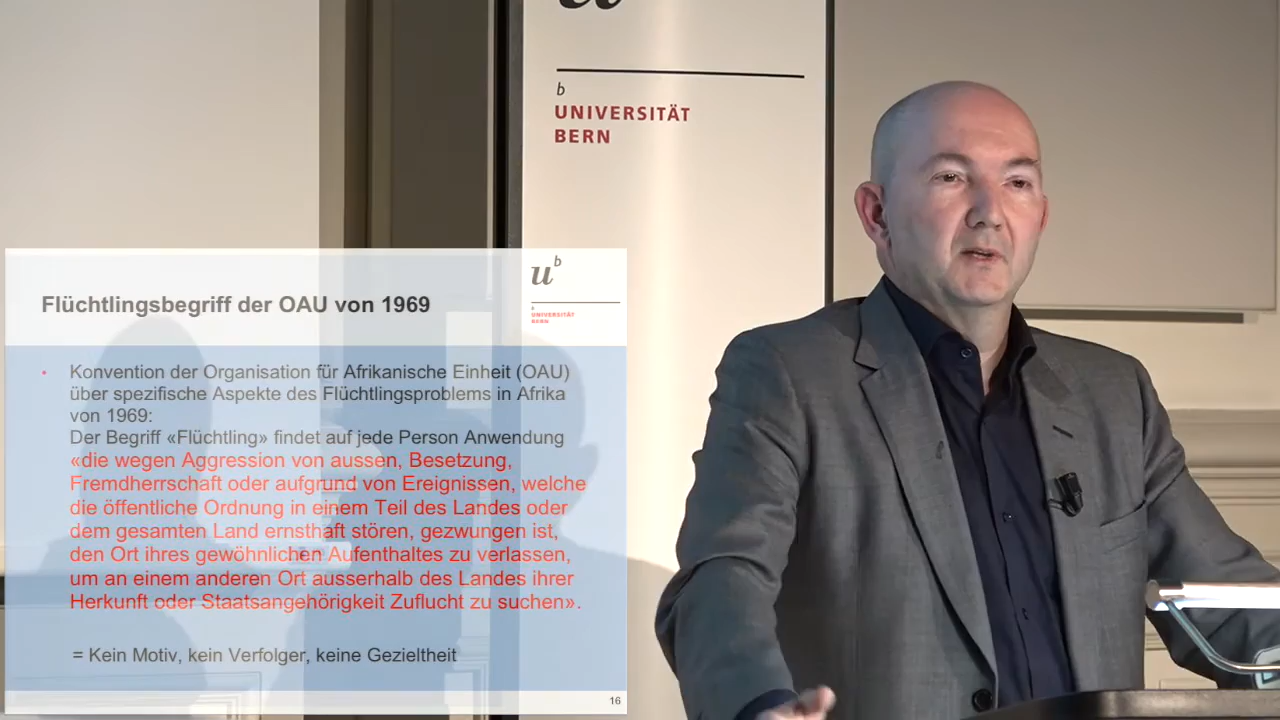 u
b
UNIVERSITÄT
BERN
u b
b
UNIVERSITÄT
BERN
Flüchtlingsbegriff der OAU von 1969
• Konvention der Organisation für Afrikanische Einheit (OAU)
über spezifische Aspekte des Flüchtlingsproblems in Afrika
von 1969:
Der Begriff «Flüchtling» findet auf jede Person Anwendung
«die wegen Aggression von aussen, Besetzung,
Fremdherrschaft oder aufgrund von Ereignissen, welche
die öffentliche Ordnung in einem Teil des Landes oder
dem gesamten Land ernsthaft stören, gezwungen ist,
den Ort ihres gewöhnlichen Aufenthaltes zu verlassen,
um an einem anderen Ort ausserhalb des Landes ihrer
Herkunft oder Staatsangehörigkeit Zuflucht zu suchen».
= Kein Motiv, kein Verfolger, keine Gezieltheit
16